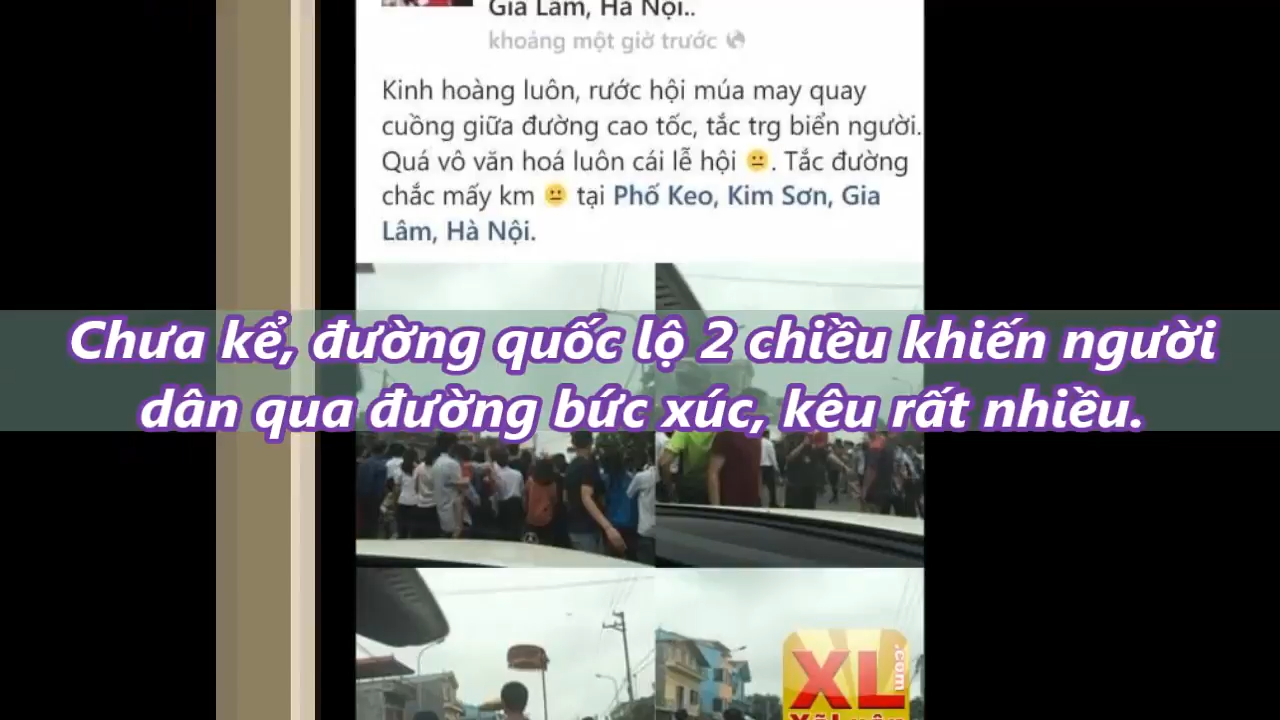 Gia Lâm, Hà Nội..
khoảng một giờ trước
Kinh hoàng luôn, rước hội múa may quay
cuồng giữa đường cao tốc, tắc trg biển người.
Quá vô văn hoá luôn cái lễ hội 😐. Tắc đường
chắc mấy km 😐 tại Phố Keo, Kim Sơn, Gia
Lâm, Hà Nội.
Chưa kể, đường quốc lộ 2 chiều khiến người
dân qua đường bức xúc, kêu rất nhiều.
XL.com
Xã Luận